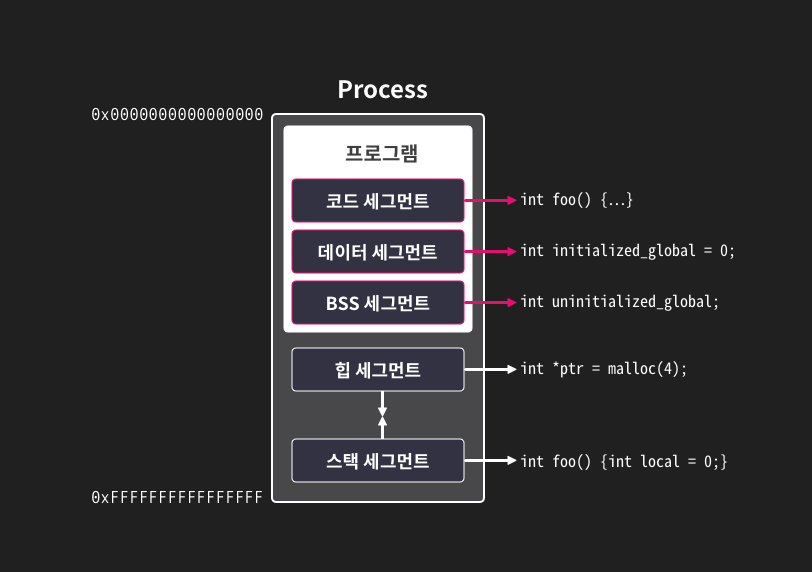 Process
0x0000000000000000
프로그램
코드 세그먼트
int foo() {...}
데이터 세그먼트
int initialized_global = 0;
BSS 세그먼트
int uninitialized_global;
힙 세그먼트
int *ptr = malloc(4);
스택 세그먼트
int foo() {int local = 0;}
0xFFFFFFFFFFFFFFFF